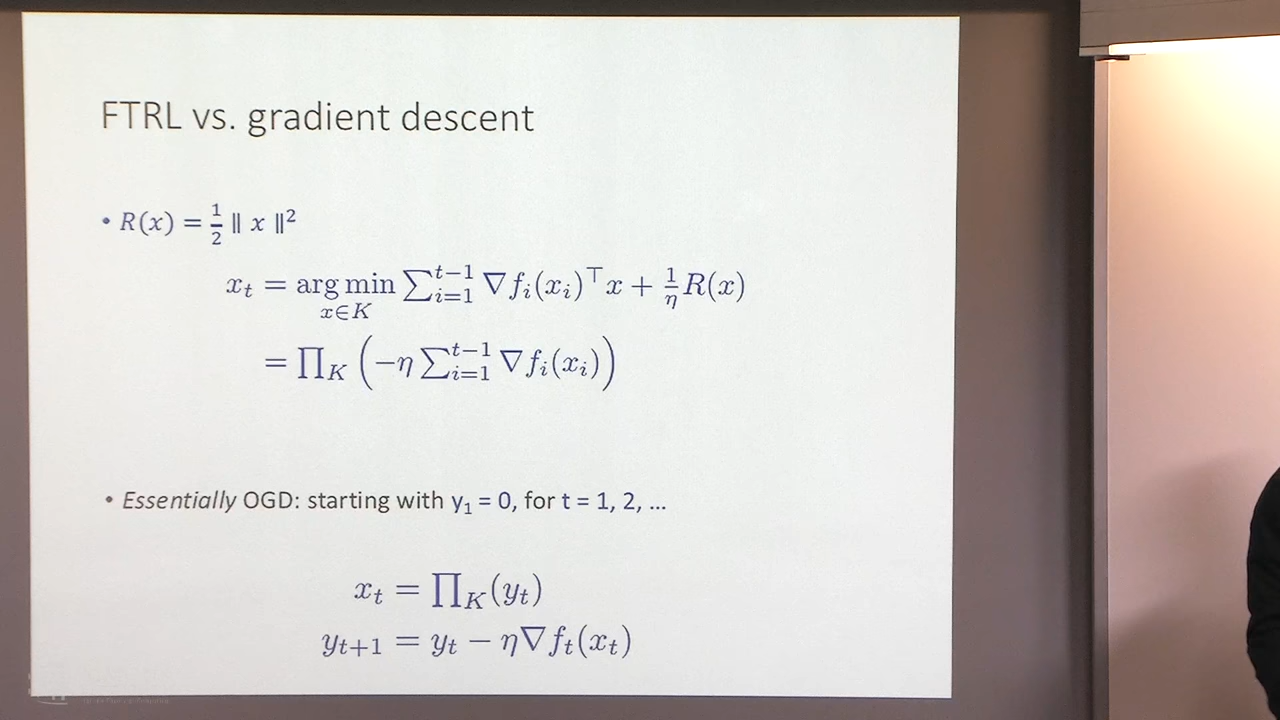 FTRL vs. gradient descent
• R(x) = 1/2 ‖ x ‖²
x_t = arg min_{x∈K} ∑_{i=1}^{t−1} ∇f_i(x_i)^⊤ x + 1/η R(x)
= ∏_K (−η ∑_{i=1}^{t−1} ∇f_i(x_i))
• Essentially OGD: starting with y₁ = 0, for t = 1, 2, ...
x_t = ∏_K(y_t)
y_{t+1} = y_t − η∇f_t(x_t)